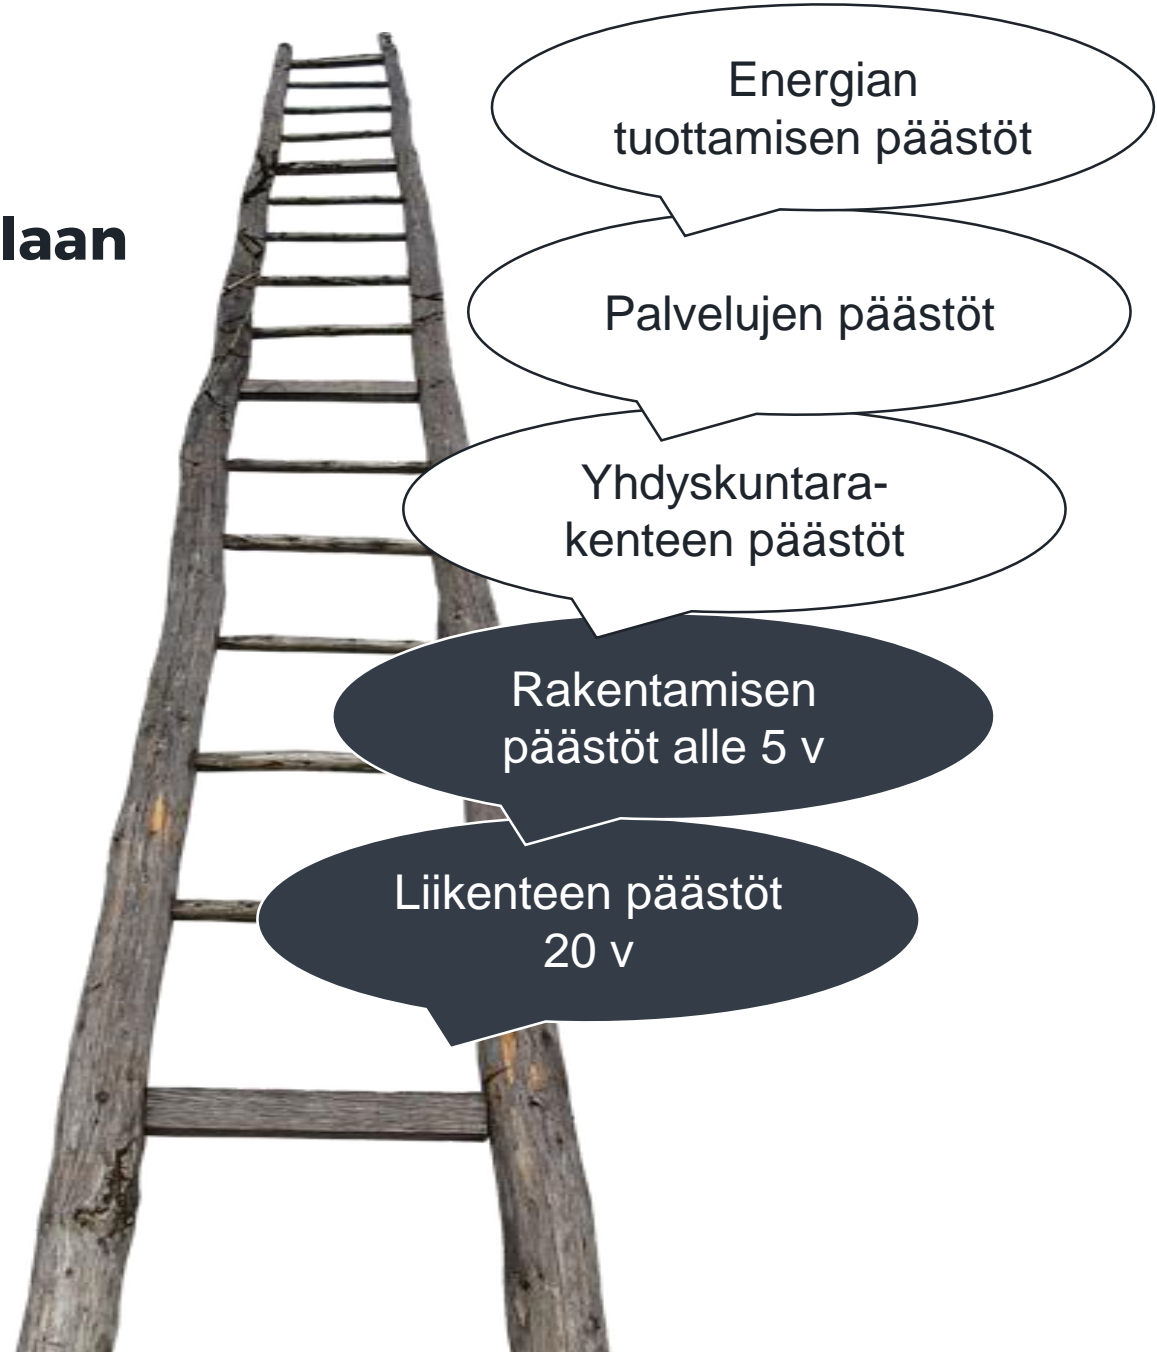 Energian
tuottamisen päästöt
laan
Palvelujen päästöt
Yhdyskuntara-
kenteen päästöt
Rakentamisen
päästöt alle 5 v
Liikenteen päästöt
20 v